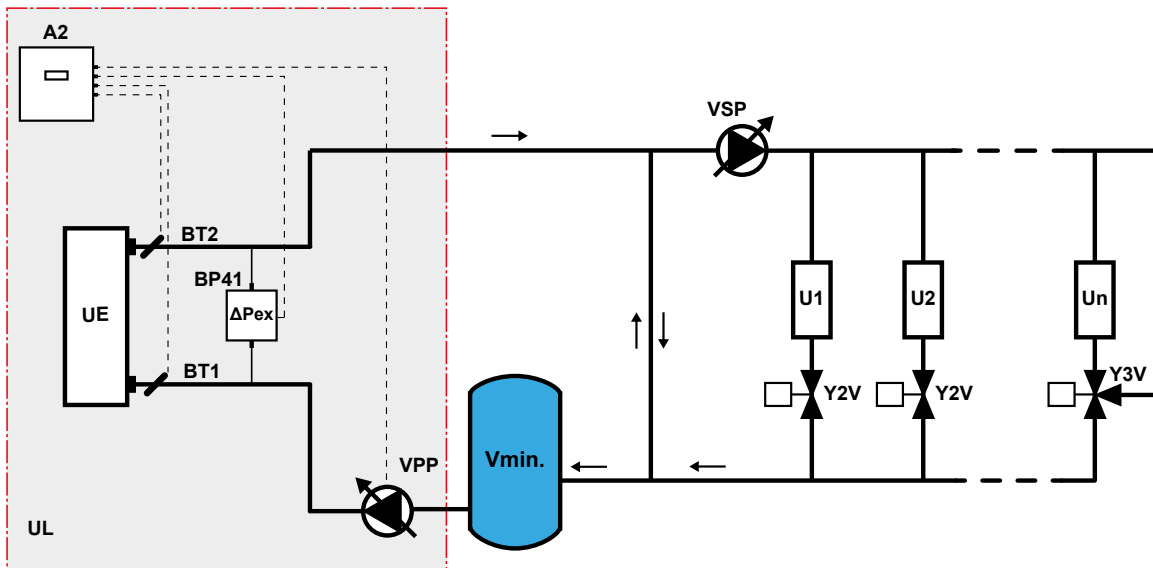 A2
VSP
BT2
BP41
UE
ΔPex
U1
U2
Un
BT1
Y2V
Y2V
Y3V
Vmin.
VPP
UL